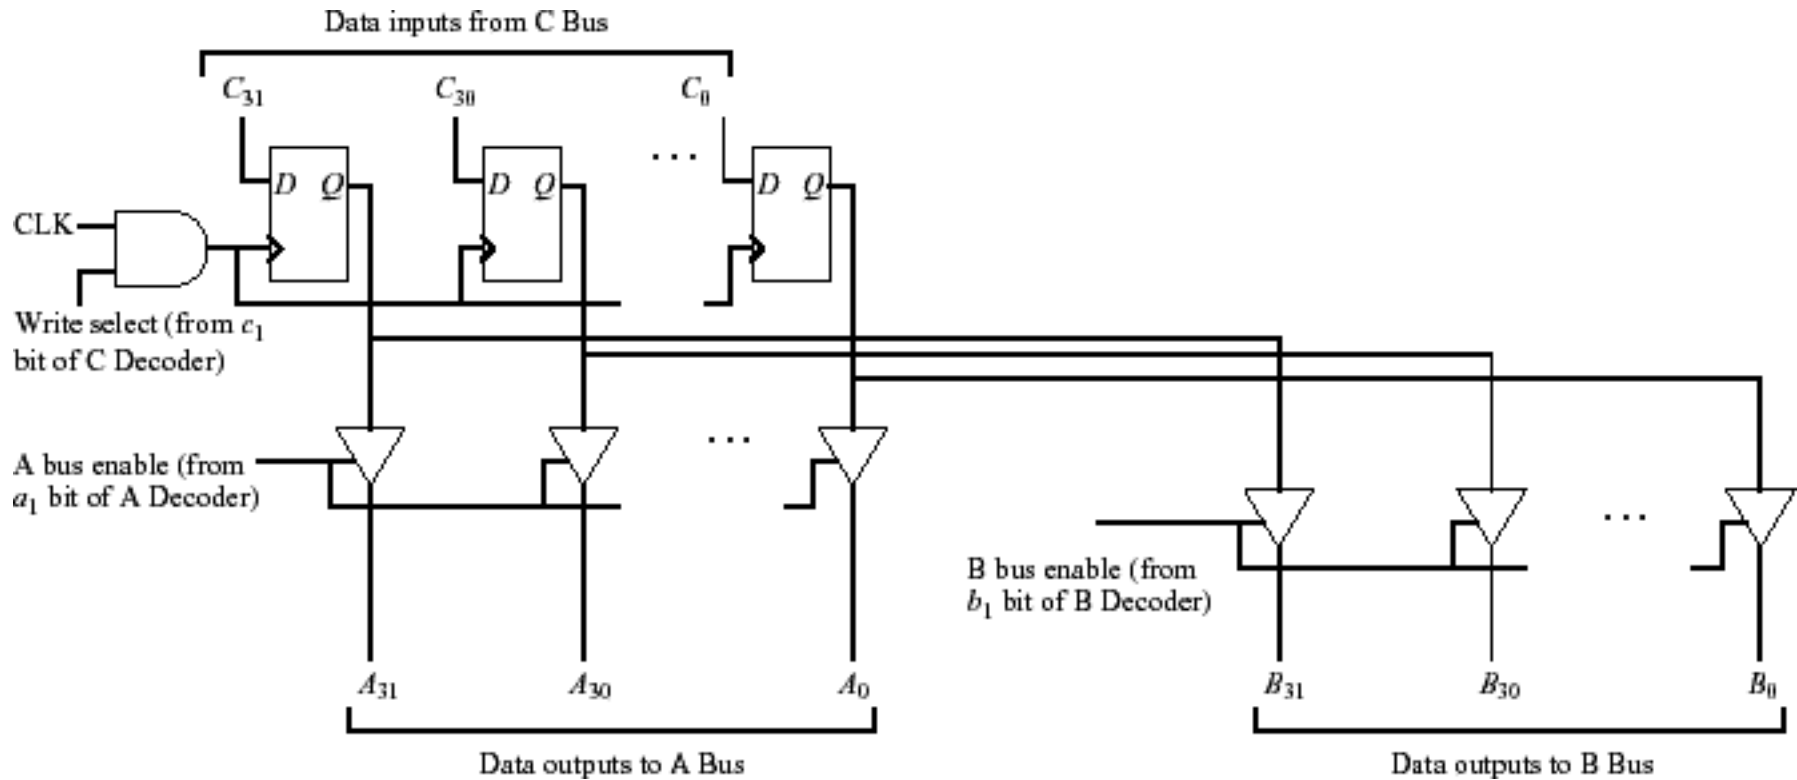 Data inputs from C Bus
C31 C30 C0
D Q D Q ... D Q
CLK
Write select (from c1
bit of C Decoder)
...
A bus enable (from
a1 bit of A Decoder)
...
B bus enable (from
b1 bit of B Decoder)
A31 A30 A0 B31 B30 B0
Data outputs to A Bus Data outputs to B Bus